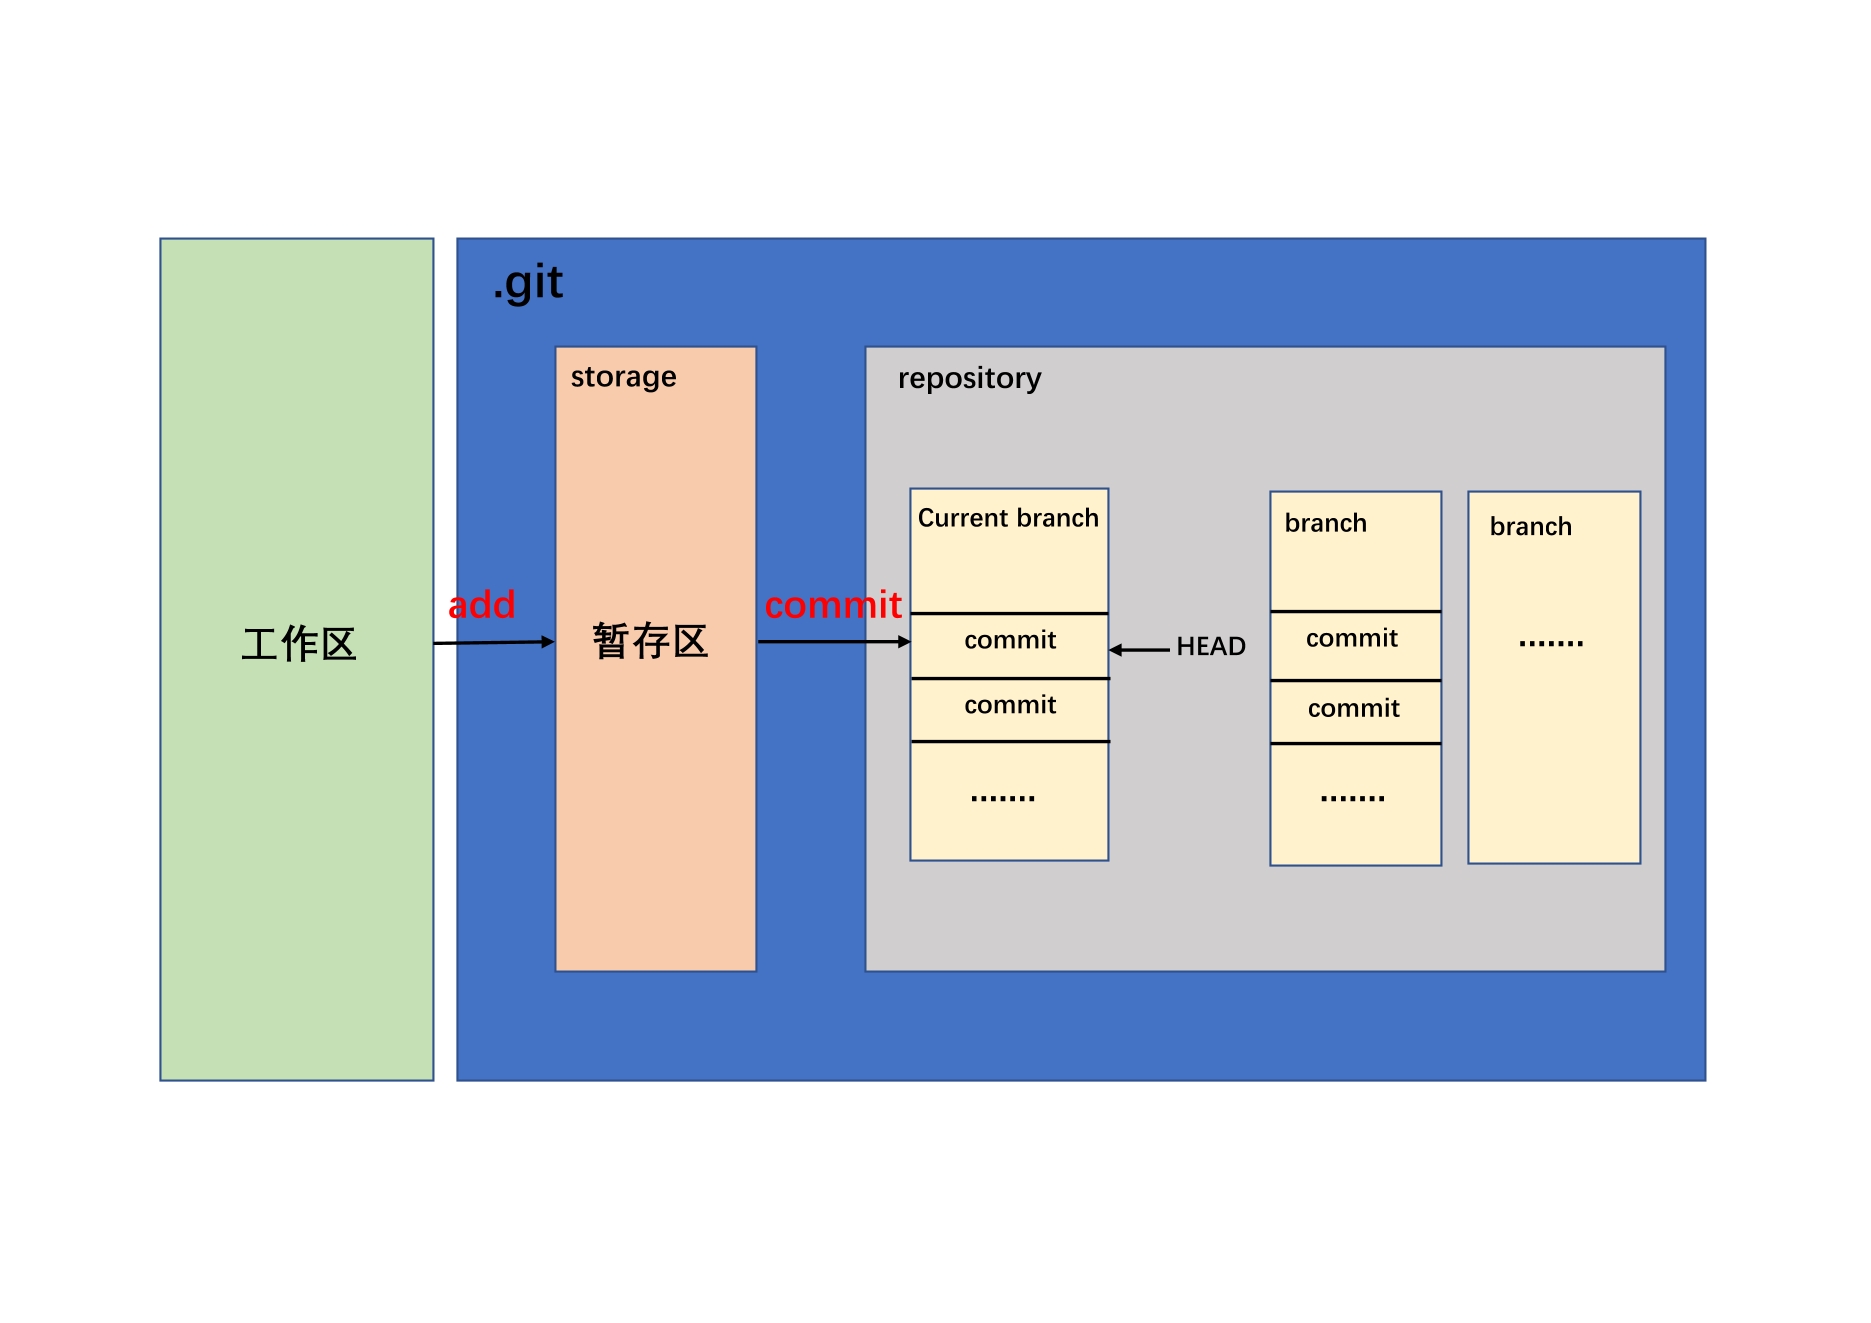 .git
storage
repository
Current branch
branch
branch
add
commit
工作区
暂存区
commit
HEAD
commit
.......
commit
commit
.......
.......